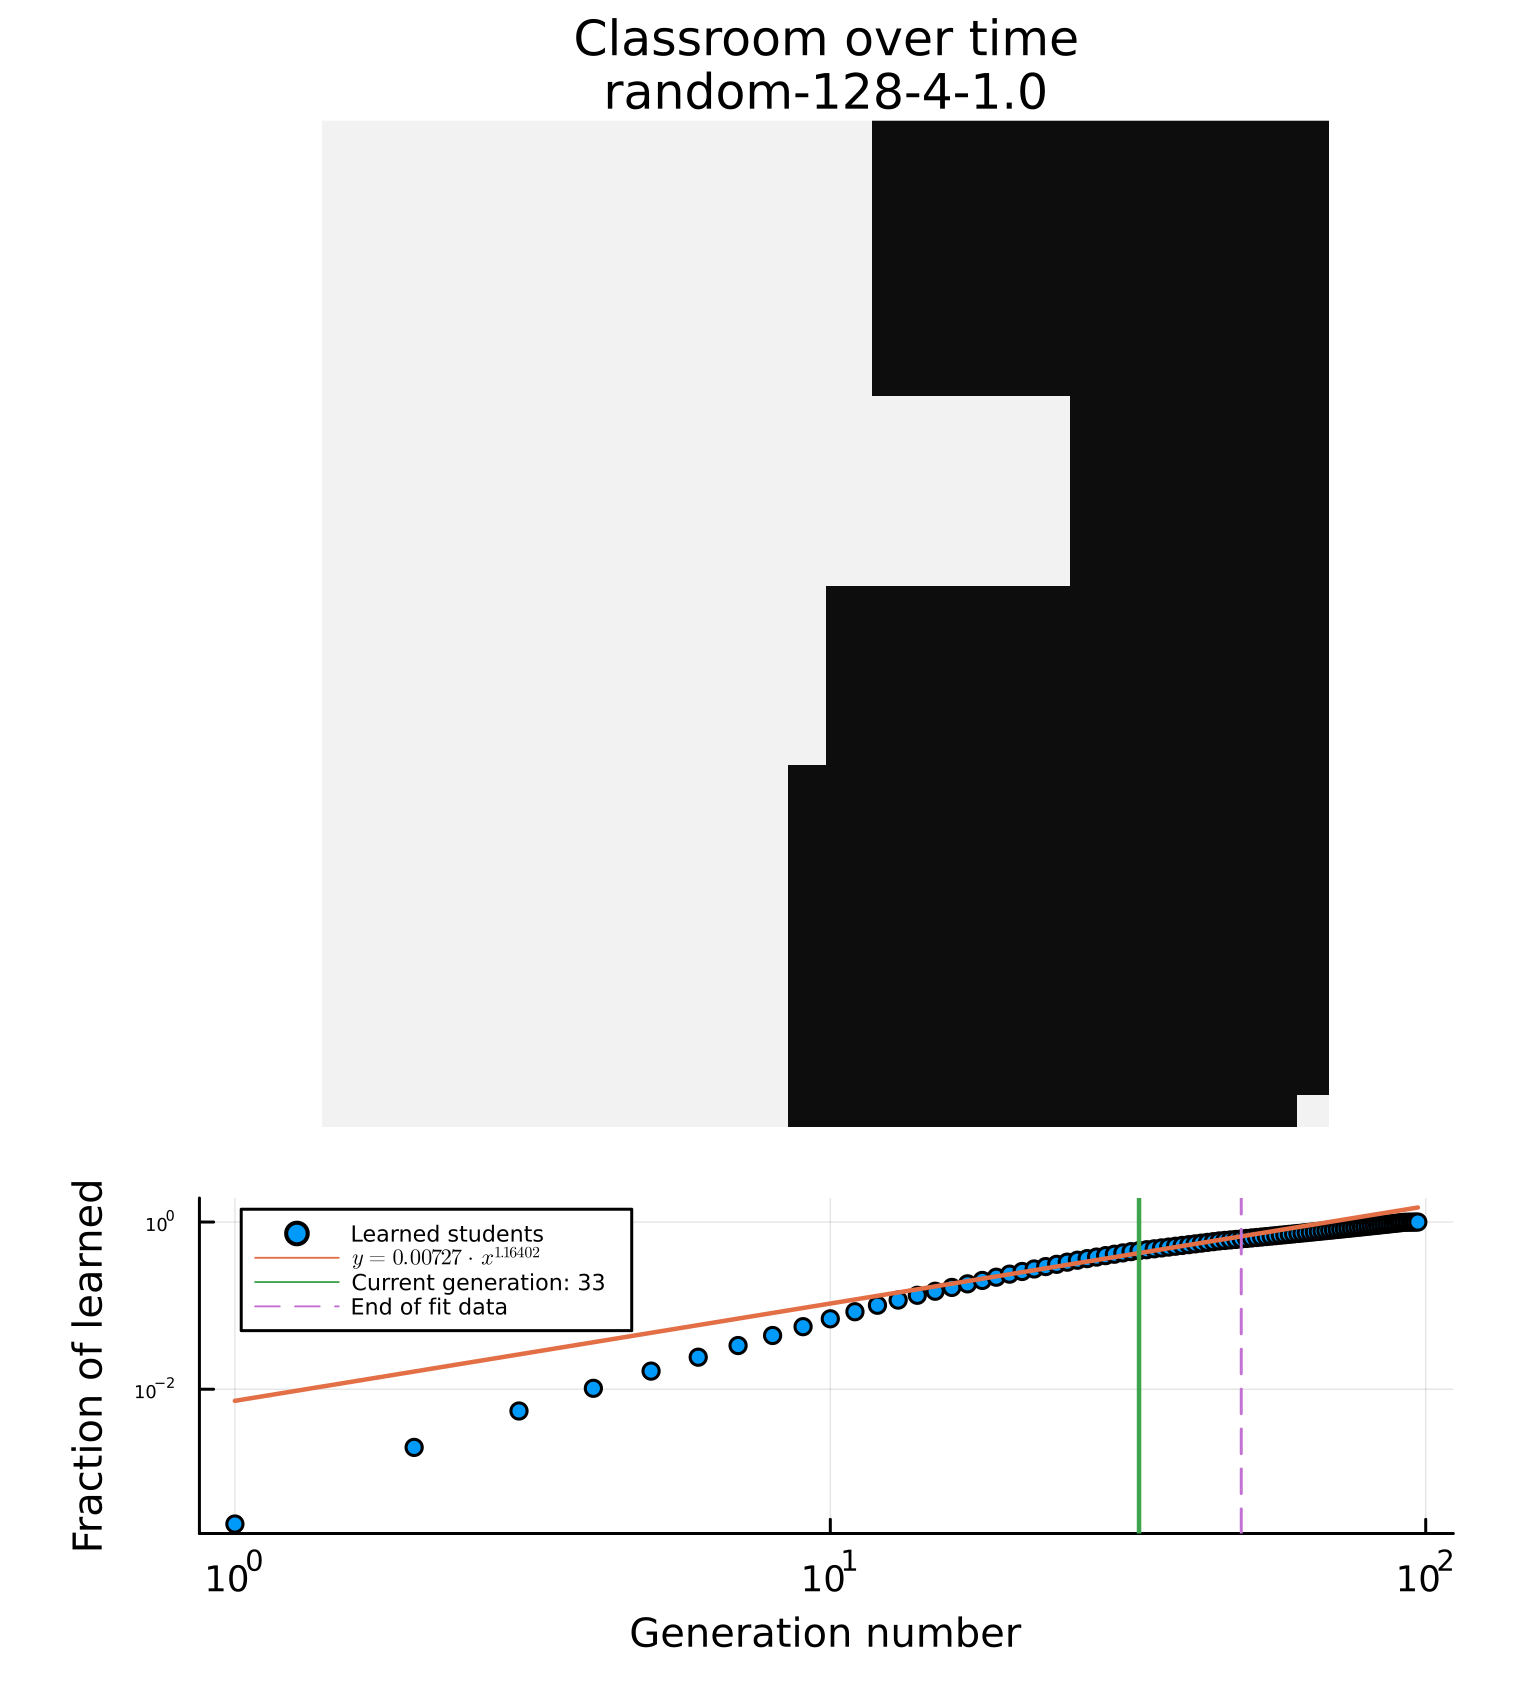 Classroom over time
random-128-4-1.0
Fraction of learned
10^0
10^-2
Learned students
y = 0.00727 · x^1.16402
Current generation: 33
End of fit data
10^0
10^1
10^2
Generation number